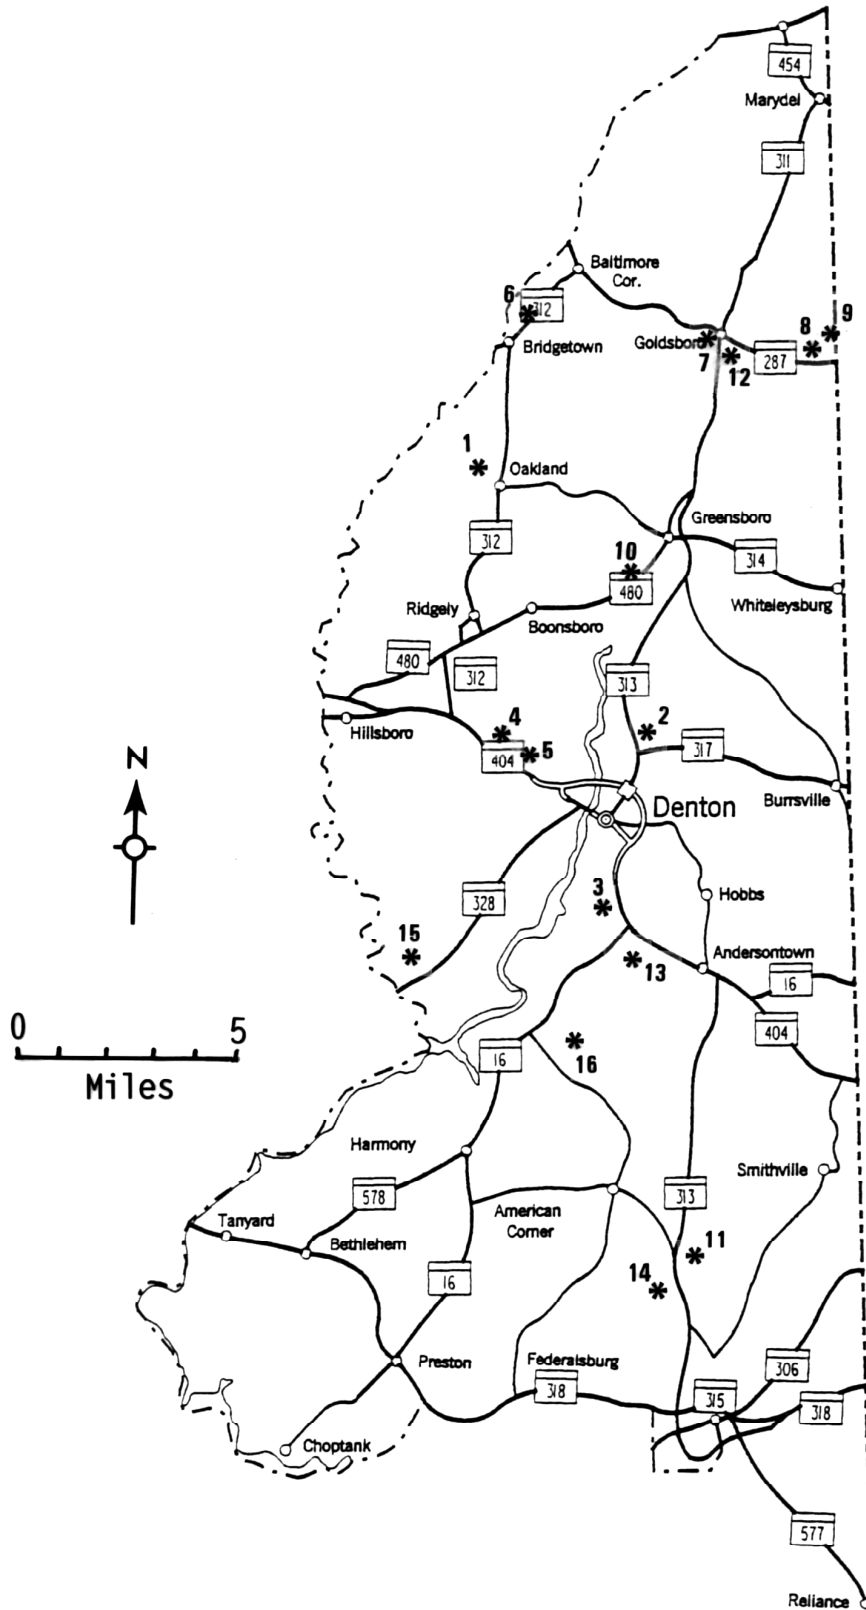 454
Marydel
311
Baltimore
Cor.
6
312
9
8
Bridgetown
Goldsboro
7
12
287
1
Oakland
Greensboro
312
314
10
480
Whiteleysburg
Ridgely
Boonsboro
480
312
313
4
2
Hillsboro
404
5
317
N
Burrsville
Denton
3
Hobbs
328
15
13
Andersontown
16
0
5
Miles
404
16
16
Harmony
Smithville
578
313
American
Corner
Tanyard
Bethlehem
11
14
16
Preston
Federalsburg
318
306
315
318
Choptank
577
Reliance